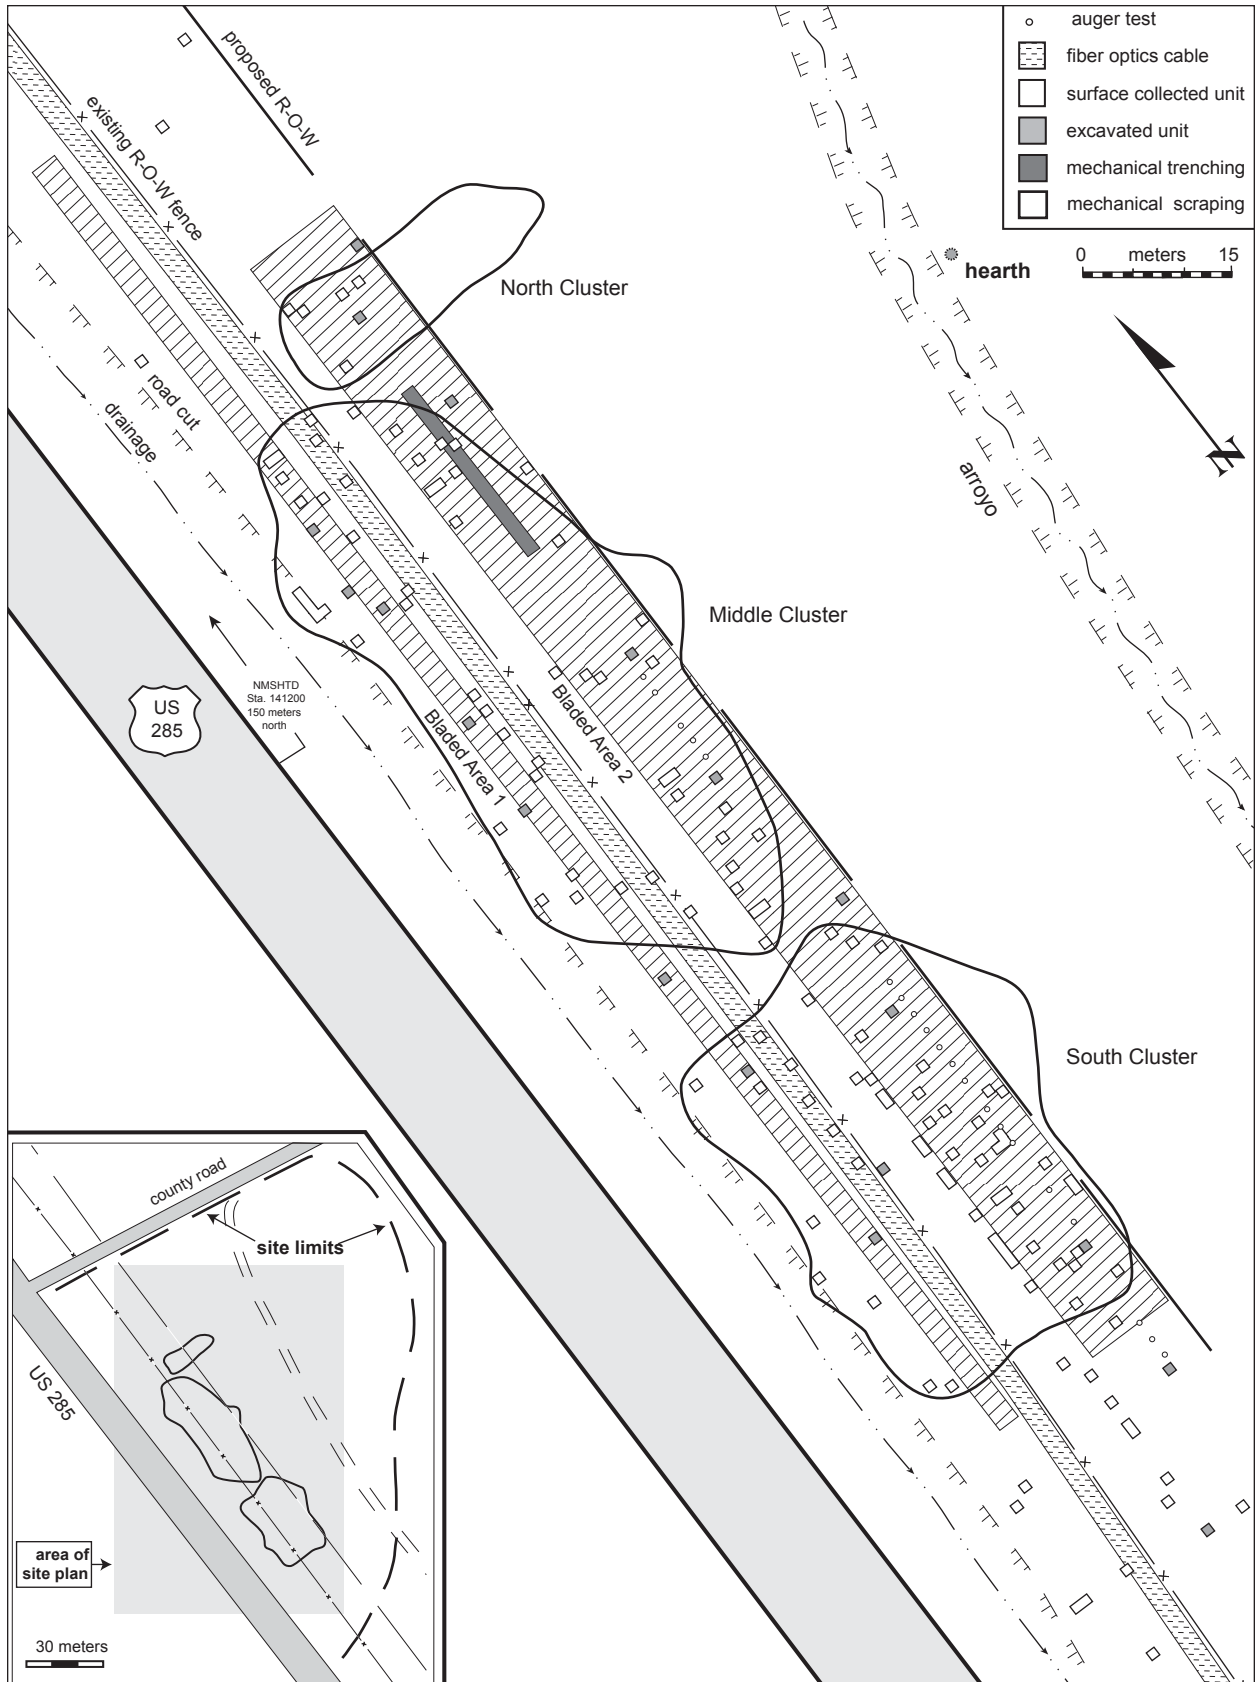 auger test
fiber optics cable
surface collected unit
excavated unit
mechanical trenching
mechanical scraping
0 meters 15
N
proposed R-O-W
existing R-O-W fence
hearth
North Cluster
road cut
drainage
arroyo
Middle Cluster
NMSHTD
Sta. 141200
150 meters
north
US
285
Bladed Area 1
Bladed Area 2
South Cluster
county road
site limits
US 285
area of
site plan
30 meters